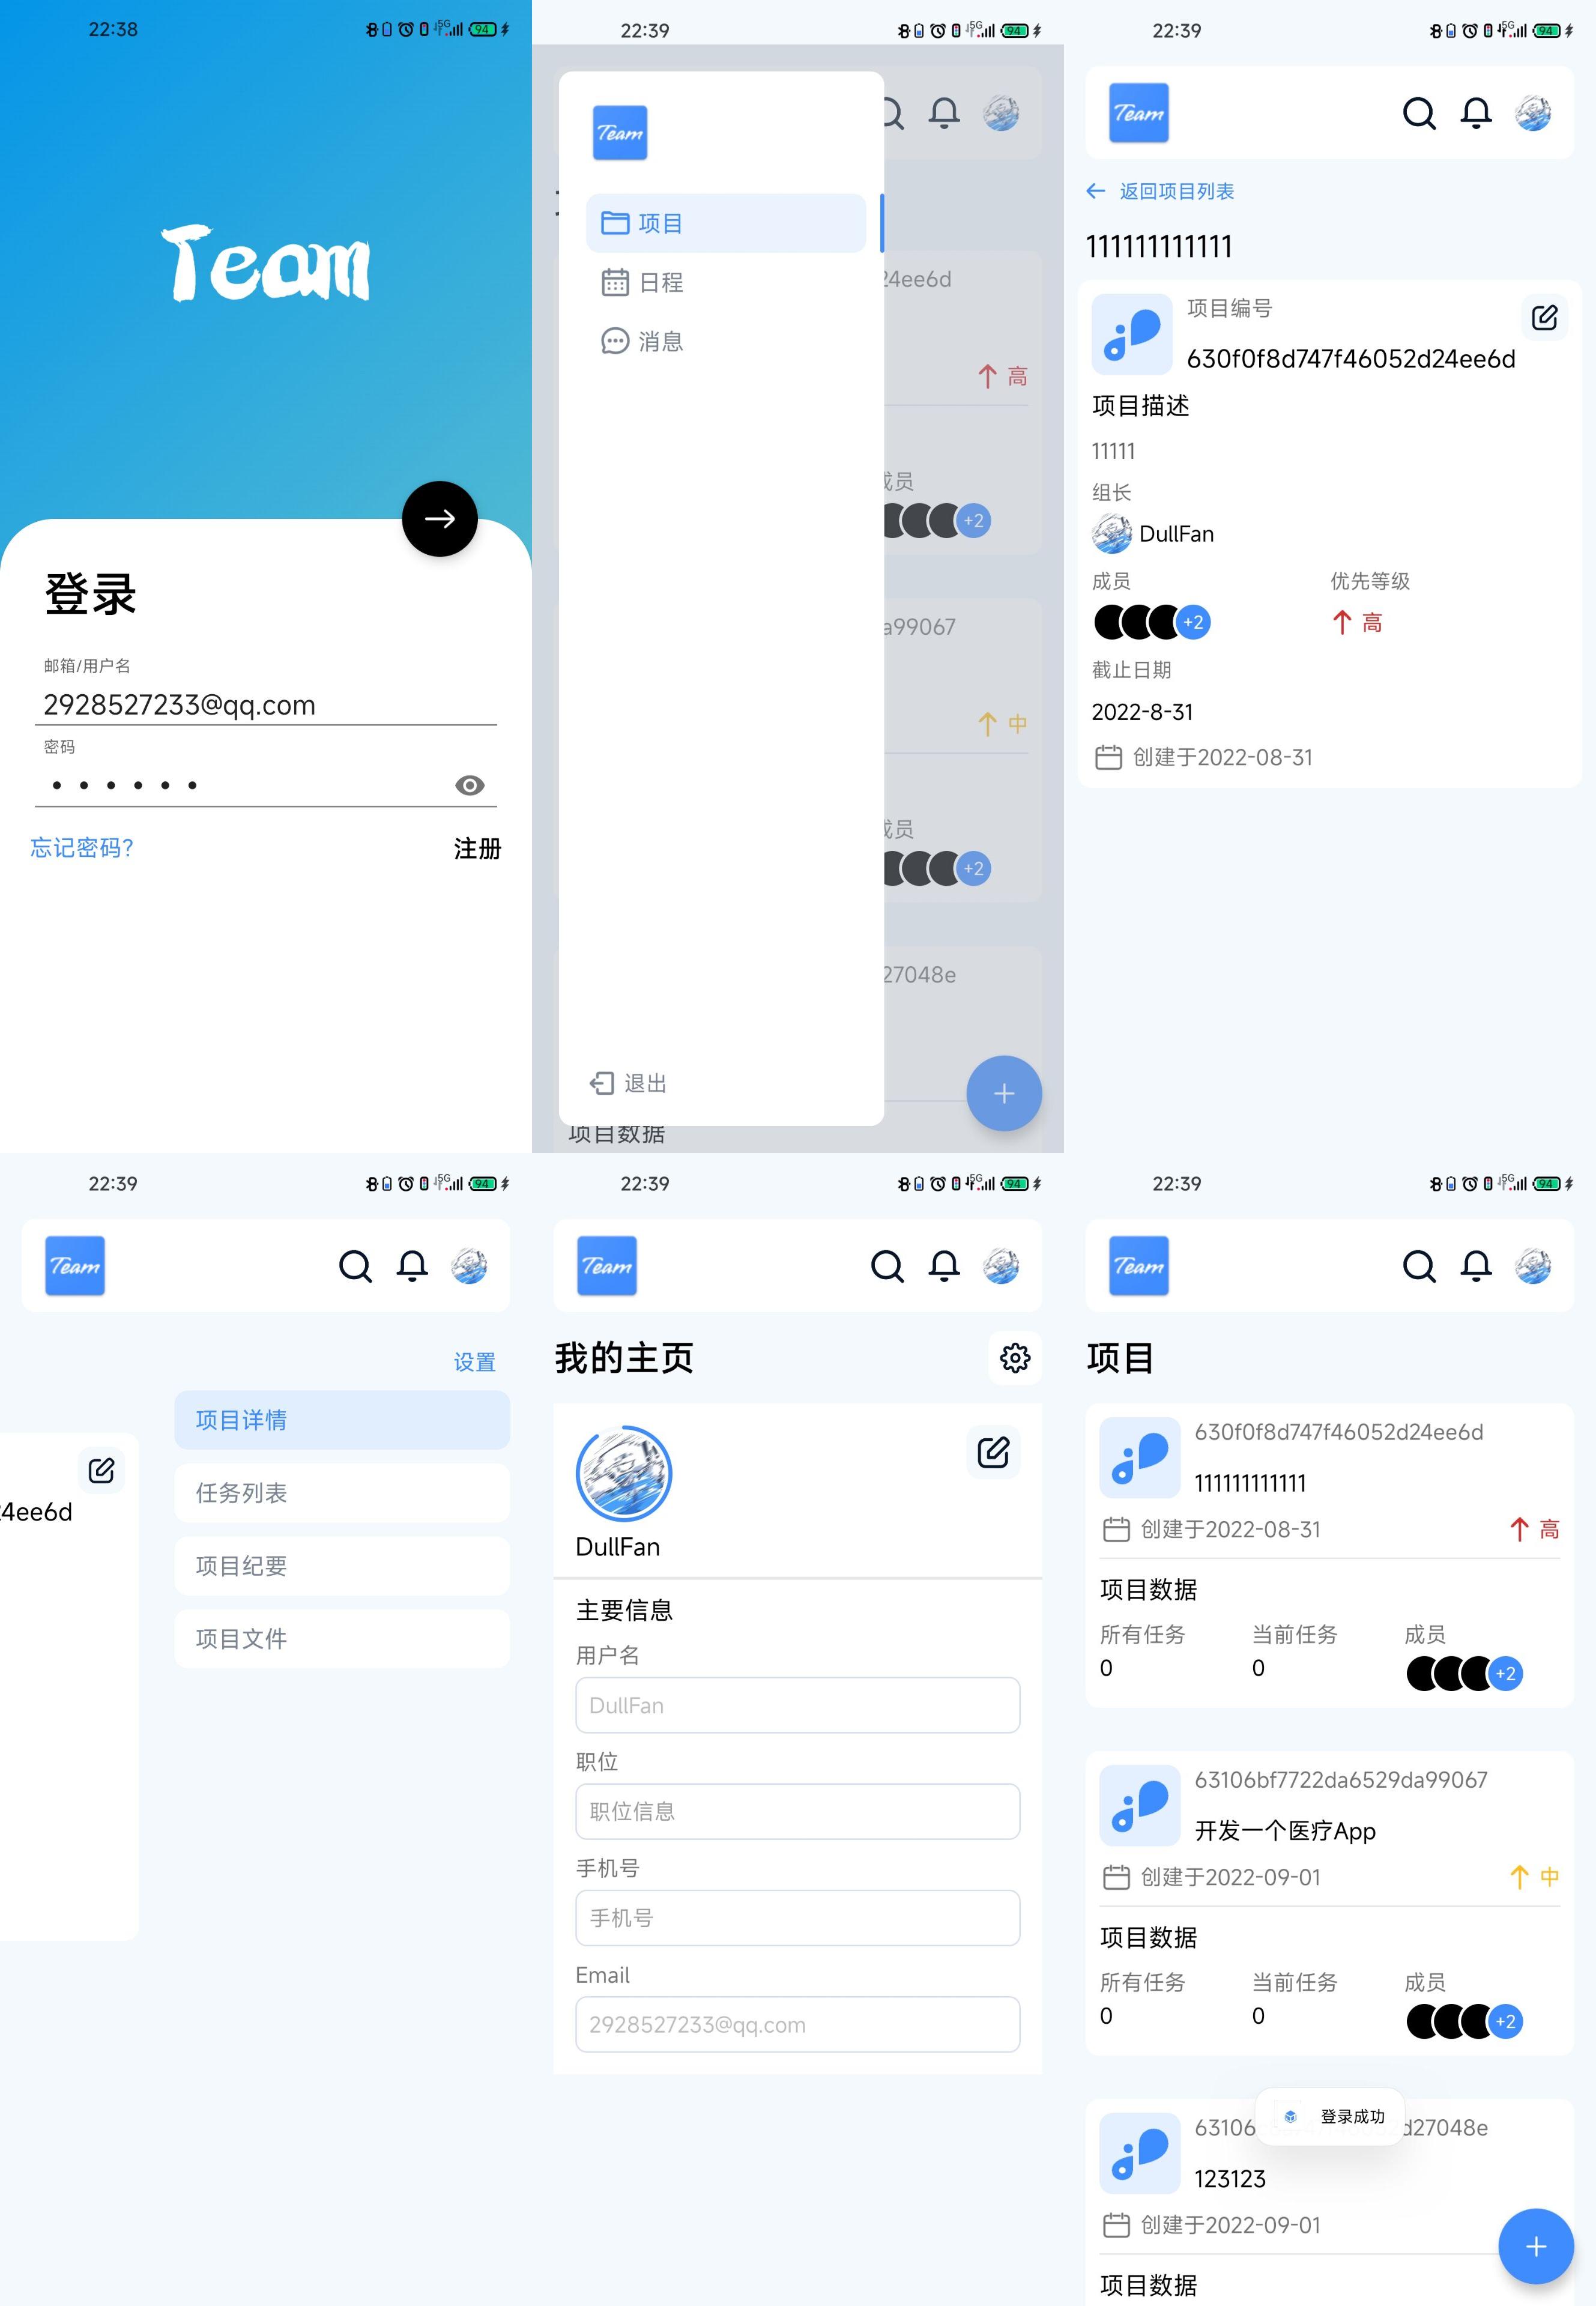 22:38
5G
94
Team
登录
邮箱/用户名
2928527233@qq.com
密码
忘记密码?
注册
22:39
5G
94
Team
项目
日程
消息
退出
24ee6d
高
成员
+2
a99067
中
成员
+2
27048e
项目数据
22:39
5G
94
Team
返回项目列表
111111111111
项目编号
630f0f8d747f46052d24ee6d
项目描述
11111
组长
DullFan
成员
优先等级
+2
高
截止日期
2022-8-31
创建于2022-08-31
22:39
5G
94
Team
设置
项目详情
任务列表
项目纪要
项目文件
4ee6d
22:39
5G
94
Team
我的主页
DullFan
主要信息
用户名
DullFan
职位
职位信息
手机号
手机号
Email
2928527233@qq.com
22:39
5G
94
Team
项目
630f0f8d747f46052d24ee6d
111111111111
创建于2022-08-31
高
项目数据
所有任务 当前任务 成员
0 0 +2
63106bf7722da6529da99067
开发一个医疗App
创建于2022-09-01
中
项目数据
所有任务 当前任务 成员
0 0 +2
63106
d27048e
登录成功
123123
创建于2022-09-01
项目数据